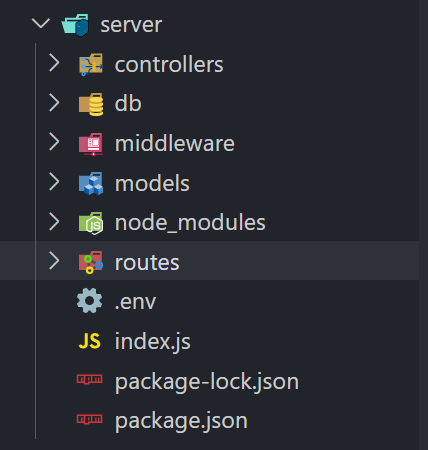 server
controllers
db
middleware
models
node_modules
routes
.env
JS index.js
package-lock.json
package.json